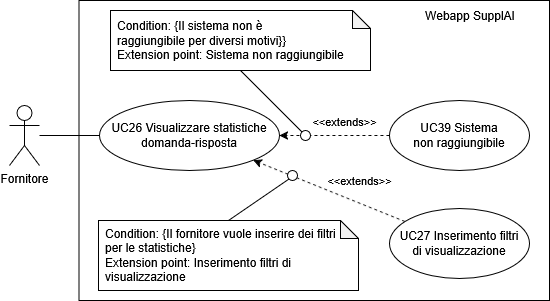 Webapp SupplAI
Condition: {Il sistema non è
raggiungibile per diversi motivi}}
Extension point: Sistema non raggiungibile
<<extends>>
UC26 Visualizzare statistiche
domanda-risposta
UC39 Sistema
non raggiungibile
Fornitore
<<extends>>
Condition: {Il fornitore vuole inserire dei filtri
per le statistiche}
Extension point: Inserimento filtri di
visualizzazione
UC27 Inserimento filtri
di visualizzazione